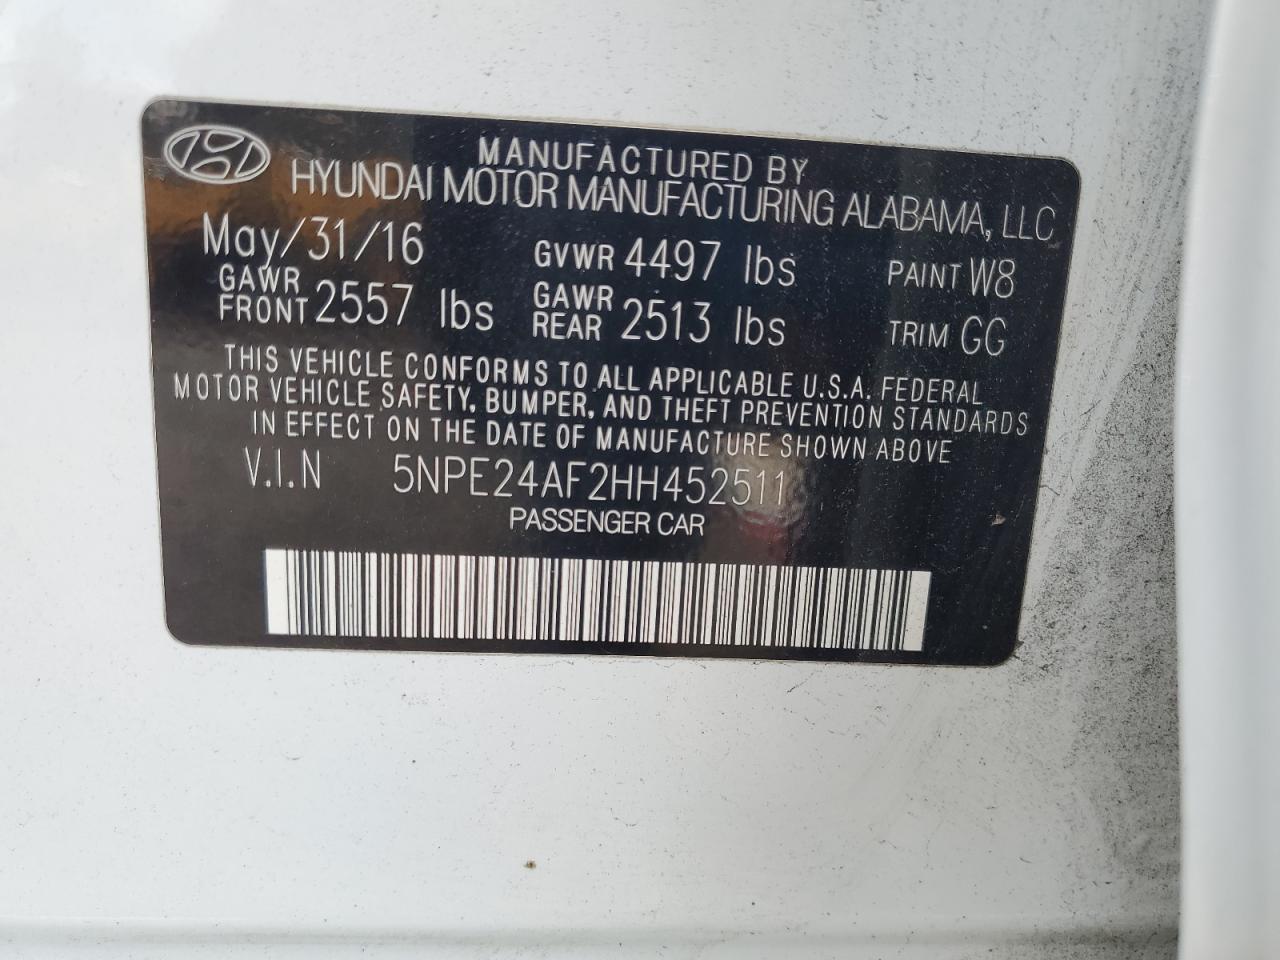 MANUFACTURED BY
HYUNDAI MOTOR MANUFACTURING ALABAMA, LLC
May/31/16 GVWR 4497 lbs PAINT W8
GAWR FRONT 2557 lbs GAWR REAR 2513 lbs TRIM GG
THIS VEHICLE CONFORMS TO ALL APPLICABLE U.S.A. FEDERAL
MOTOR VEHICLE SAFETY, BUMPER, AND THEFT PREVENTION STANDARDS
IN EFFECT ON THE DATE OF MANUFACTURE SHOWN ABOVE.
V.I.N 5NPE24AF2HH452511
PASSENGER CAR